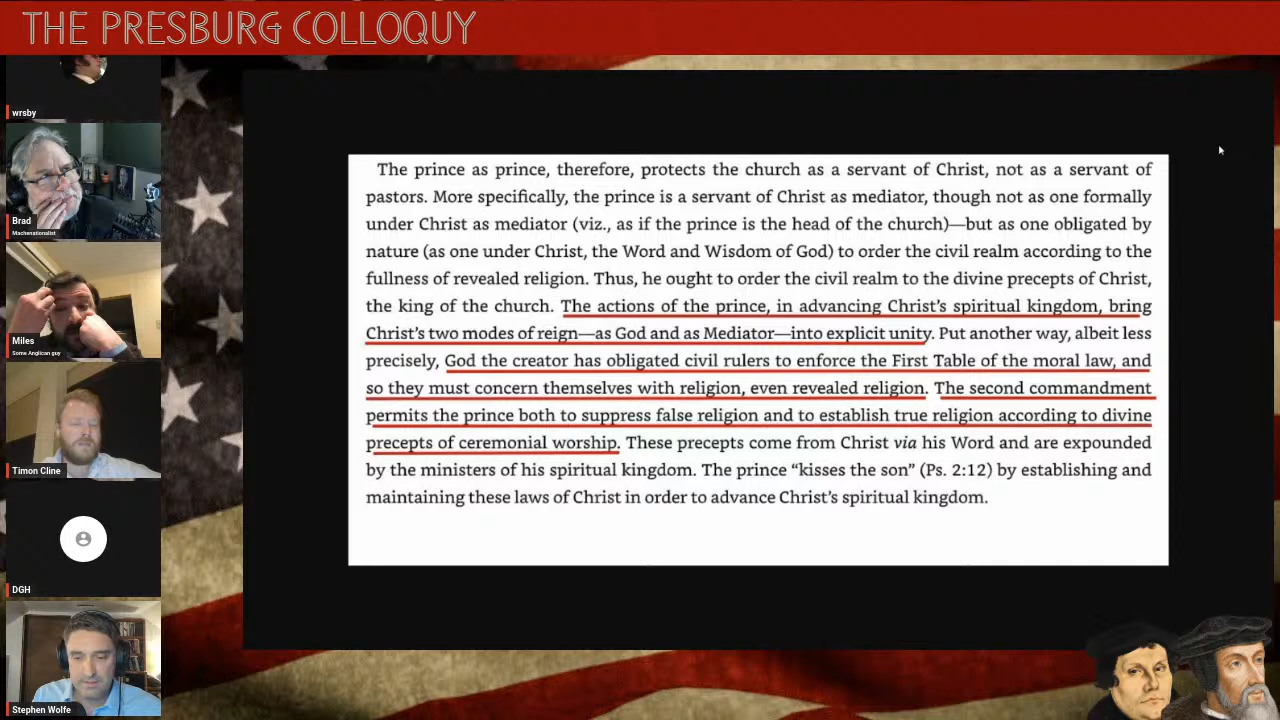 THE PRESBURG COLLOQUY
wrsby
Brad
Machenationalist
Miles
Some Anglican guy
Timon Cline
DGH
Stephen Wolfe
The prince as prince, therefore, protects the church as a servant of Christ, not as a servant of
pastors. More specifically, the prince is a servant of Christ as mediator, though not as one formally
under Christ as mediator (viz., as if the prince is the head of the church)—but as one obligated by
nature (as one under Christ, the Word and Wisdom of God) to order the civil realm according to the
fullness of revealed religion. Thus, he ought to order the civil realm to the divine precepts of Christ,
the king of the church. The actions of the prince, in advancing Christ's spiritual kingdom, bring
Christ's two modes of reign—as God and as Mediator—into explicit unity. Put another way, albeit less
precisely, God the creator has obligated civil rulers to enforce the First Table of the moral law, and
so they must concern themselves with religion, even revealed religion. The second commandment
permits the prince both to suppress false religion and to establish true religion according to divine
precepts of ceremonial worship. These precepts come from Christ via his Word and are expounded
by the ministers of his spiritual kingdom. The prince “kisses the son” (Ps. 2:12) by establishing and
maintaining these laws of Christ in order to advance Christ's spiritual kingdom.